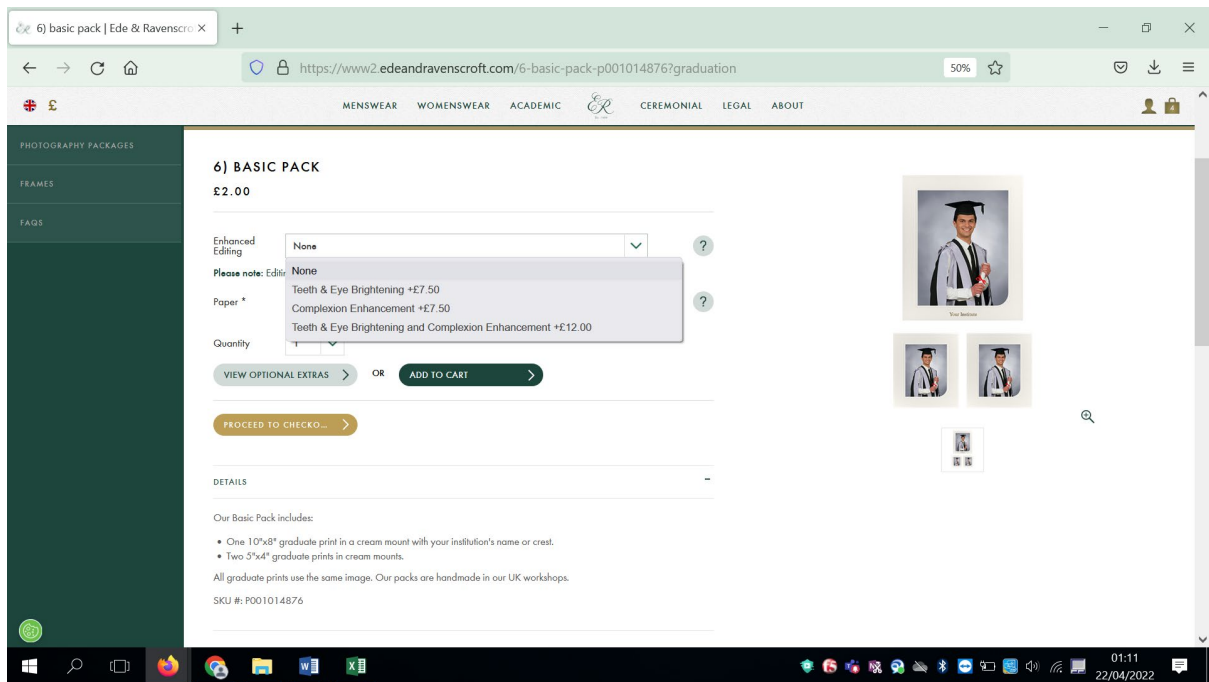 6) basic pack | Ede & Ravenscro
https://www2.edeandravenscroft.com/6-basic-pack-p001014876?graduation
50%
£
MENSWEAR WOMENSWEAR ACADEMIC ER CEREMONIAL LEGAL ABOUT
4
PHOTOGRAPHY PACKAGES
FRAMES
FAQS
6) BASIC PACK
£2.00
Enhanced
Editing
None
?
Please note: Editin
None
Teeth & Eye Brightening +£7.50
Complexion Enhancement +£7.50
Teeth & Eye Brightening and Complexion Enhancement +£12.00
Paper *
?
Quantity
1
VIEW OPTIONAL EXTRAS OR ADD TO CART
PROCEED TO CHECKO...
Your Institute
DETAILS
Our Basic Pack includes:
• One 10"x8" graduate print in a cream mount with your institution's name or crest.
• Two 5"x4" graduate prints in cream mounts.
All graduate prints use the same image. Our packs are handmade in our UK workshops.
SKU #: P001014876
01:11
22/04/2022